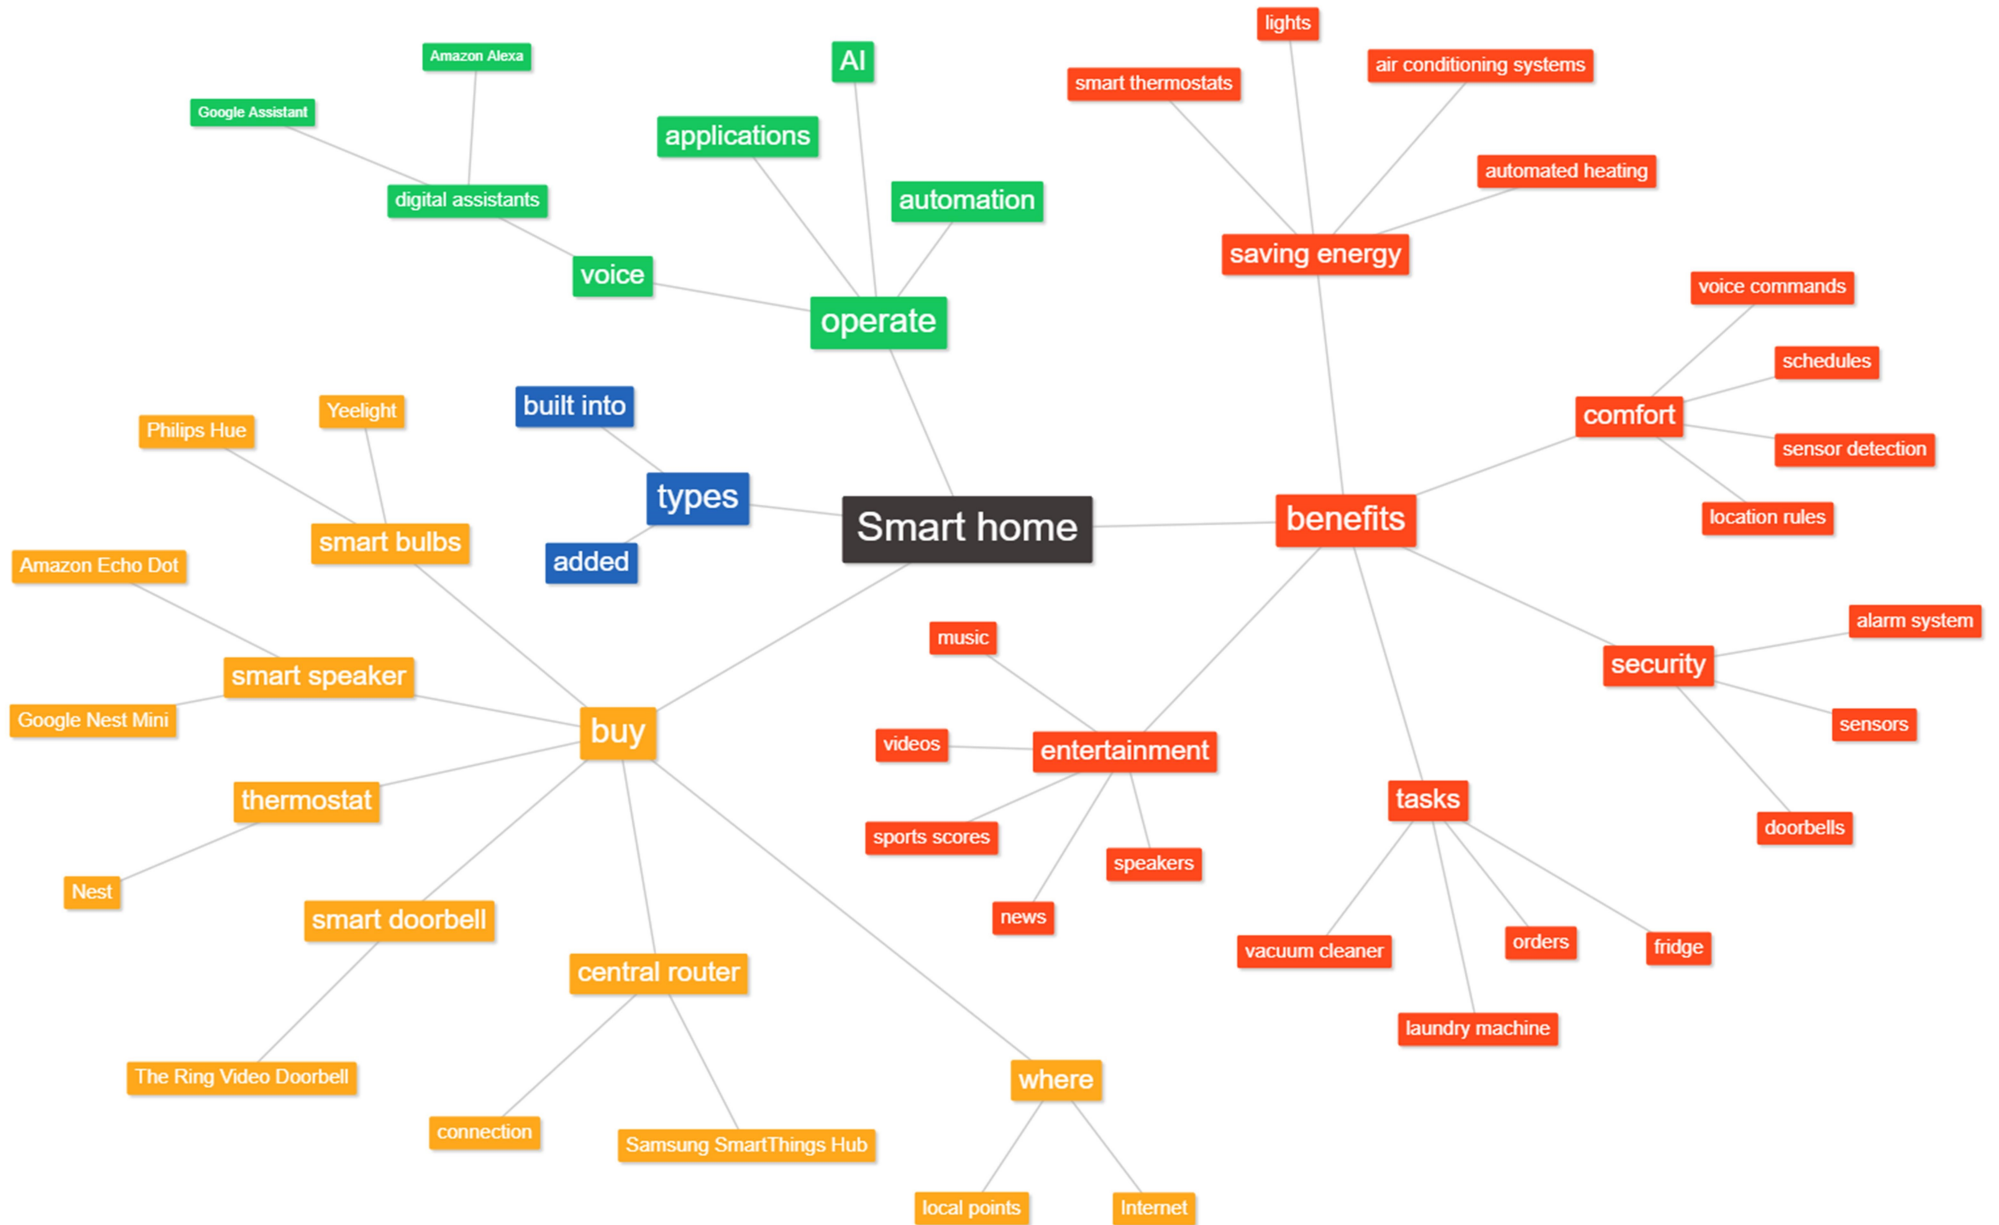 lights
Amazon Alexa
AI
air conditioning systems
smart thermostats
Google Assistant
applications
automation
automated heating
digital assistants
saving energy
voice
voice commands
operate
schedules
built into
Yeelight
Philips Hue
comfort
sensor detection
types
location rules
Smart home
benefits
smart bulbs
added
Amazon Echo Dot
alarm system
music
security
smart speaker
Google Nest Mini
sensors
buy
videos
entertainment
thermostat
tasks
doorbells
sports scores
speakers
Nest
smart doorbell
news
orders
fridge
vacuum cleaner
central router
laundry machine
The Ring Video Doorbell
where
connection
Samsung SmartThings Hub
local points
Internet